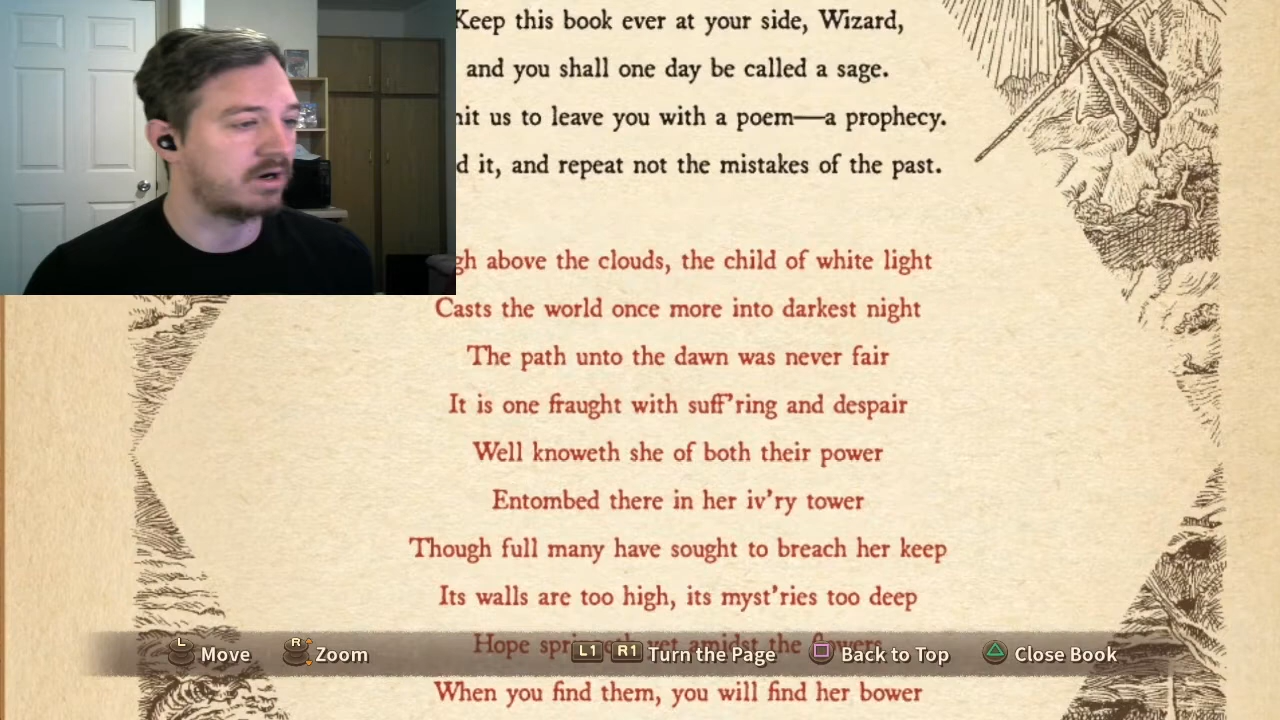 Keep this book ever at your side, Wizard,
and you shall one day be called a sage.
us to leave you with a poem—a prophecy.
it, and repeat not the mistakes of the past.
above the clouds, the child of white light
Casts the world once more into darkest night
The path unto the dawn was never fair
It is one fraught with suff'ring and despair
Well knoweth she of both their power
Entombed there in her iv'ry tower
Though full many have sought to breach her keep
Its walls are too high, its myst'ries too deep
Hope springeth yet amidst the flowers
When you find them, you will find her bower
L Move R Zoom L1 R1 Turn the Page Back to Top Close Book